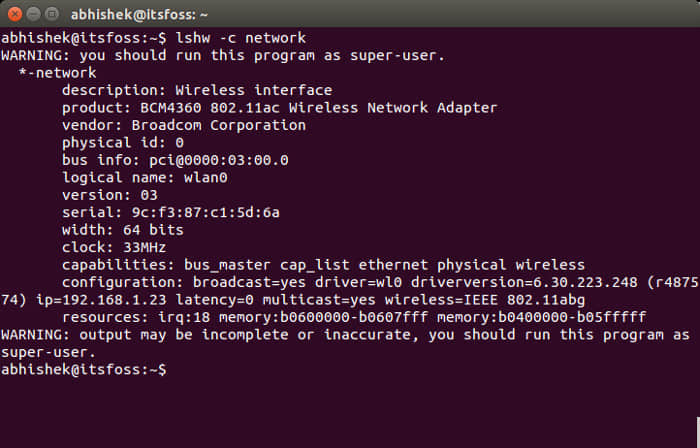 abhishek@itsfoss: ~
abhishek@itsfoss:~$ lshw -c network
WARNING: you should run this program as super-user.
  *-network
       description: Wireless interface
       product: BCM4360 802.11ac Wireless Network Adapter
       vendor: Broadcom Corporation
       physical id: 0
       bus info: pci@0000:03:00.0
       logical name: wlan0
       version: 03
       serial: 9c:f3:87:c1:5d:6a
       width: 64 bits
       clock: 33MHz
       capabilities: bus_master cap_list ethernet physical wireless
       configuration: broadcast=yes driver=wl0 driverversion=6.30.223.248 (r4875
74) ip=192.168.1.23 latency=0 multicast=yes wireless=IEEE 802.11abg
       resources: irq:18 memory:b0600000-b0607fff memory:b0400000-b05fffff
WARNING: output may be incomplete or inaccurate, you should run this program as
super-user.
abhishek@itsfoss:~$